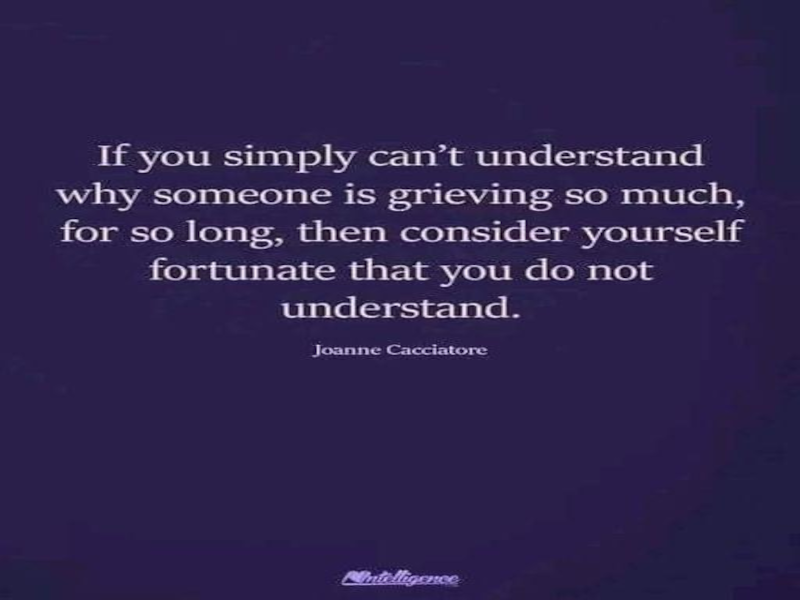 If you simply can’t understand
why someone is grieving so much,
for so long, then consider yourself
fortunate that you do not
understand.
Joanne Cacciatore
Intelligence